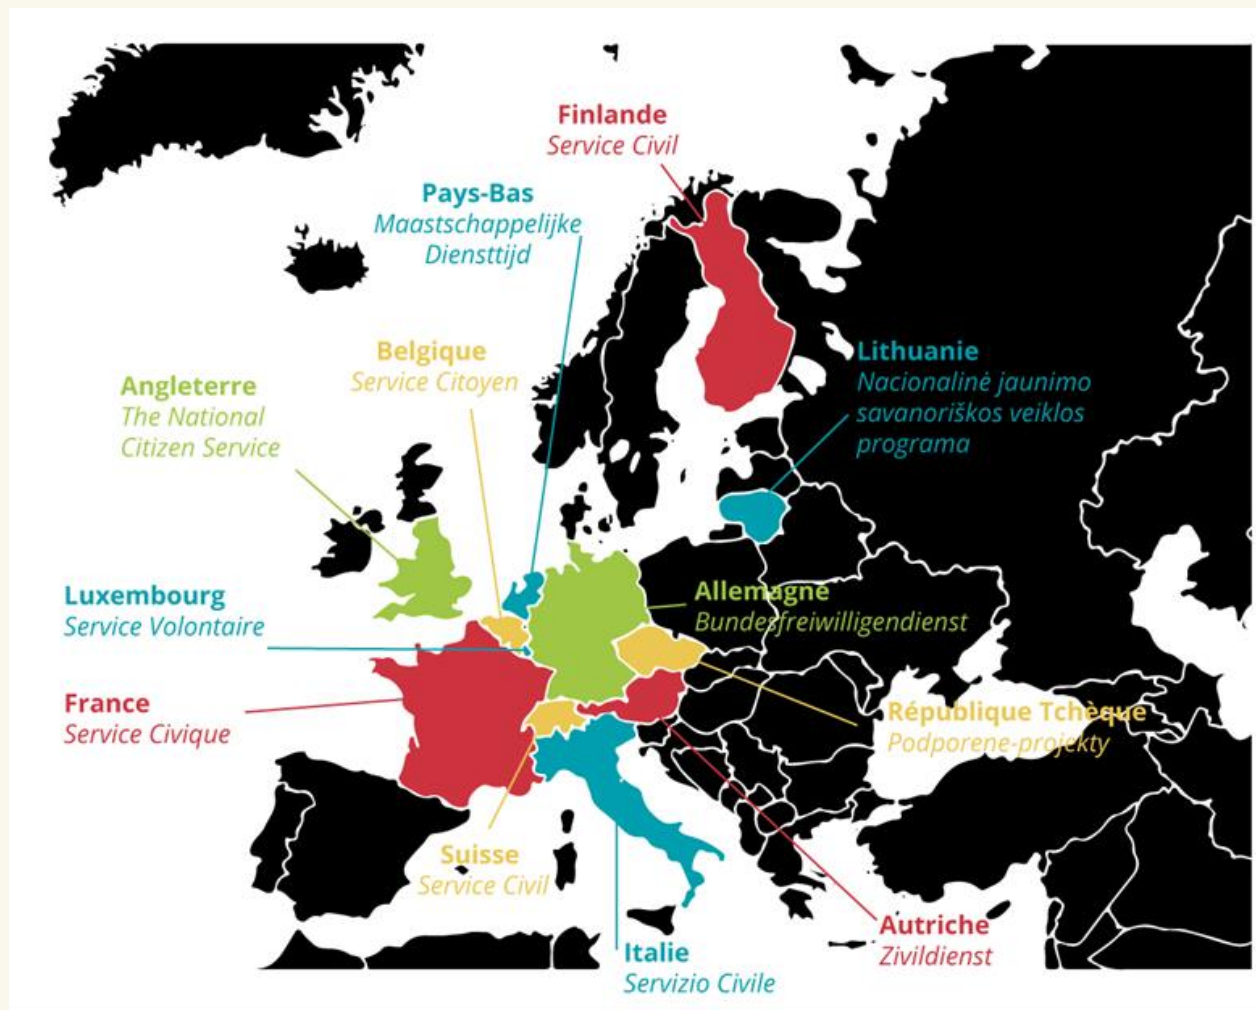 Finlande
Service Civil
Pays-Bas
Maastschappelijke
Diensttijd
Belgique
Service Citoyen
Angleterre
The National
Citizen Service
Lithuanie
Nacionalinė jaunimo
savanoriškos veiklos
programa
Luxembourg
Service Volontaire
Allemagne
Bundesfreiwilligendienst
France
Service Civique
République Tchèque
Podporene-projekty
Suisse
Service Civil
Autriche
Zivildienst
Italie
Servizio Civile